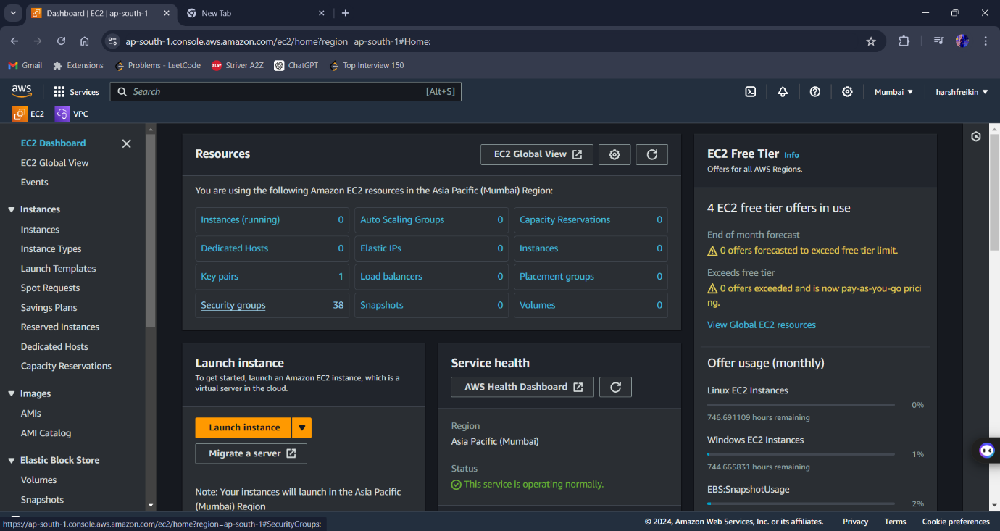 Dashboard | EC2 | ap-south-1
New Tab
ap-south-1.console.aws.amazon.com/ec2/home?region=ap-south-1#Home:
Gmail
Extensions
Problems - LeetCode
TUF
Striver A2Z
ChatGPT
Top Interview 150
aws
Services
Search
[Alt+S]
Mumbai
harshfreikin
EC2
VPC
EC2 Dashboard
EC2 Global View
Events
Instances
Instances
Instance Types
Launch Templates
Spot Requests
Savings Plans
Reserved Instances
Dedicated Hosts
Capacity Reservations
Images
AMIs
AMI Catalog
Elastic Block Store
Volumes
Snapshots
Resources
EC2 Global View
You are using the following Amazon EC2 resources in the Asia Pacific (Mumbai) Region:
Instances (running) 0
Auto Scaling Groups 0
Capacity Reservations 0
Dedicated Hosts 0
Elastic IPs 0
Instances 0
Key pairs 1
Load balancers 0
Placement groups 0
Security groups 38
Snapshots 0
Volumes 0
Launch instance
To get started, launch an Amazon EC2 instance, which is a
virtual server in the cloud.
Launch instance
Migrate a server
Note: Your instances will launch in the Asia Pacific
(Mumbai) Region
Service health
AWS Health Dashboard
Region
Asia Pacific (Mumbai)
Status
This service is operating normally.
EC2 Free Tier Info
Offers for all AWS Regions.
4 EC2 free tier offers in use
End of month forecast
0 offers forecasted to exceed free tier limit.
Exceeds free tier
0 offers exceeded and is now pay-as-you-go prici
ng.
View Global EC2 resources
Offer usage (monthly)
Linux EC2 Instances
0%
746.691109 hours remaining
Windows EC2 Instances
1%
744.665831 hours remaining
EBS:SnapshotUsage
2%
https://ap-south-1.console.aws.amazon.com/ec2/home?region=ap-south-1#SecurityGroups:
© 2024, Amazon Web Services, Inc. or its affiliates.
Privacy
Terms
Cookie preferences